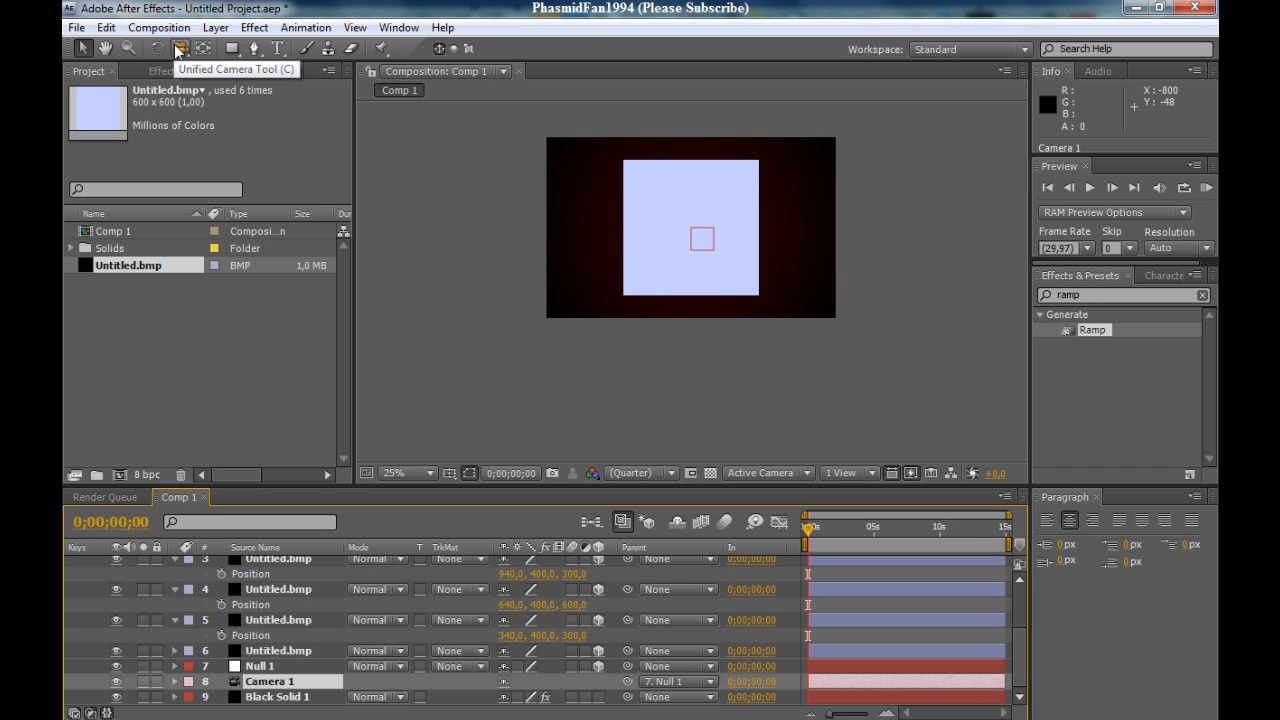 Adobe After Effects - Untitled Project.aep *
PhasmidFan1994 (Please Subscribe)
File Edit Composition Layer Effect Animation View Window Help
Workspace: Standard
Search Help
Unified Camera Tool (C)
Project
Composition: Comp 1
Info
Audio
Comp 1
Untitled.bmp▾ , used 6 times
600 x 600 (1,00)
Millions of Colors
R :
G :
B :
A : 0
X : -800
Y : -48
Camera 1
Preview
RAM Preview Options
Frame Rate Skip Resolution
(29,97) 0 Auto
Effects & Presets
ramp
Generate
Ramp
Name Type Size
Comp 1 Composi...n
Solids Folder
Untitled.bmp BMP 1,0 MB
8 bpc
25% 0;00;00;00 (Quarter) Active Camera 1 View +0,0
Render Queue Comp 1
Paragraph
0;00;00;00
05s 10s 15s
Keys # Source Name Mode T TrkMat Parent In
3 Untitled.bmp Normal None None 0;00;00;00
Position 940,0, 400,0, 300,0
4 Untitled.bmp Normal None None 0;00;00;00
Position 640,0, 400,0, 600,0
5 Untitled.bmp Normal None None 0;00;00;00
Position 340,0, 400,0, 300,0
6 Untitled.bmp Normal None None 0;00;00;00
7 Null 1 Normal None None 0;00;00;00
8 Camera 1 7. Null 1 0;00;00;00
9 Black Solid 1 Normal None None 0;00;00;00
0 px 0 px 0 px
0 px 0 px